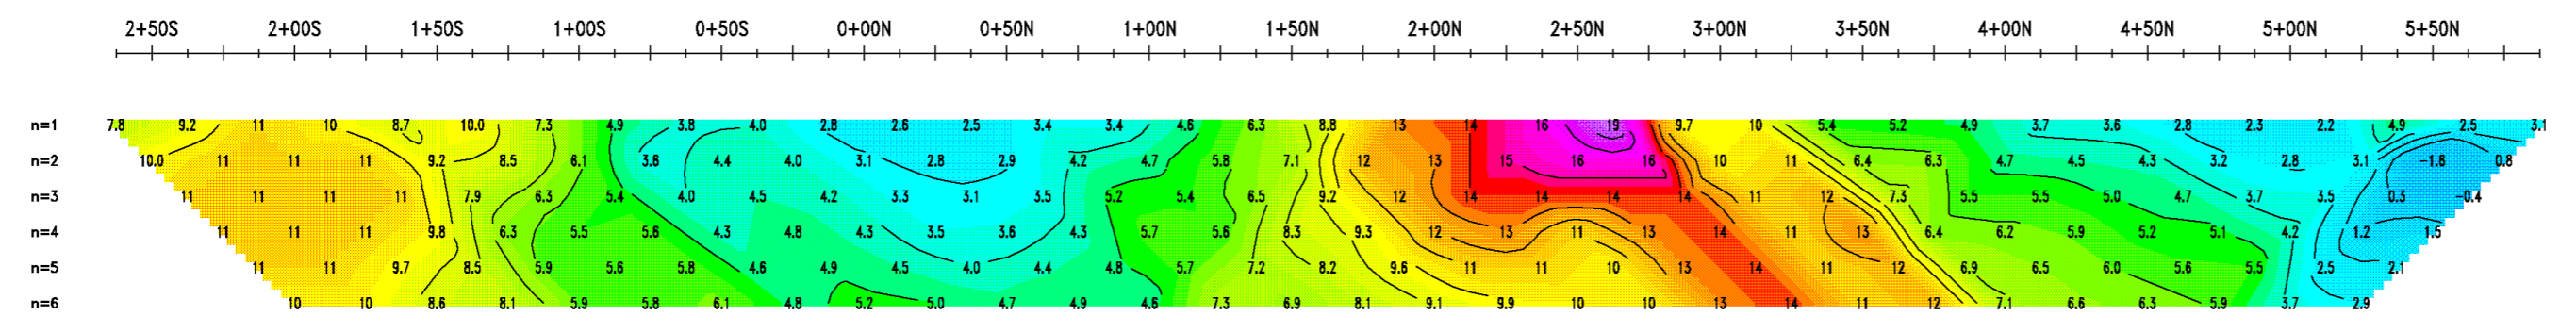 2+50S 2+00S 1+50S 1+00S 0+50S 0+00N 0+50N 1+00N 1+50N 2+00N 2+50N 3+00N 3+50N 4+00N 4+50N 5+00N 5+50N
n=1 7.8 9.2 11 10 8.7 10.0 7.3 4.9 3.8 4.0 2.8 2.6 2.5 3.4 3.4 4.6 6.3 8.8 13 14 16 19 9.7 10 5.4 5.2 4.9 3.7 3.6 2.8 2.3 2.2 4.9 2.5 3.1
n=2 10.0 11 11 11 9.2 8.5 6.1 3.6 4.4 4.0 3.1 2.8 2.9 4.2 4.7 5.8 7.1 12 13 15 16 16 10 11 6.4 6.3 4.7 4.5 4.3 3.2 2.8 3.1 -1.6 0.8
n=3 11 11 11 11 7.9 6.3 5.4 4.0 4.5 4.2 3.3 3.1 3.5 5.2 5.4 6.5 9.2 12 14 14 14 14 11 12 7.3 5.5 5.5 5.0 4.7 3.7 3.5 0.3 -0.4
n=4 11 11 11 9.8 6.3 5.5 5.6 4.3 4.8 4.3 3.5 3.6 4.3 5.7 5.6 8.3 9.3 12 13 11 13 14 11 13 6.4 6.2 5.9 5.2 5.1 4.2 1.2 1.5
n=5 11 11 9.7 8.5 5.9 5.6 5.8 4.6 4.9 4.5 4.0 4.4 4.8 5.7 7.2 8.2 9.6 11 11 10 13 14 11 12 6.9 6.5 6.0 5.6 5.5 2.5 2.1
n=6 10 10 8.6 8.1 5.9 5.8 6.1 4.8 5.2 5.0 4.7 4.9 4.6 7.3 6.9 8.1 9.1 9.9 10 10 13 14 11 12 7.1 6.6 6.3 5.9 3.7 2.9